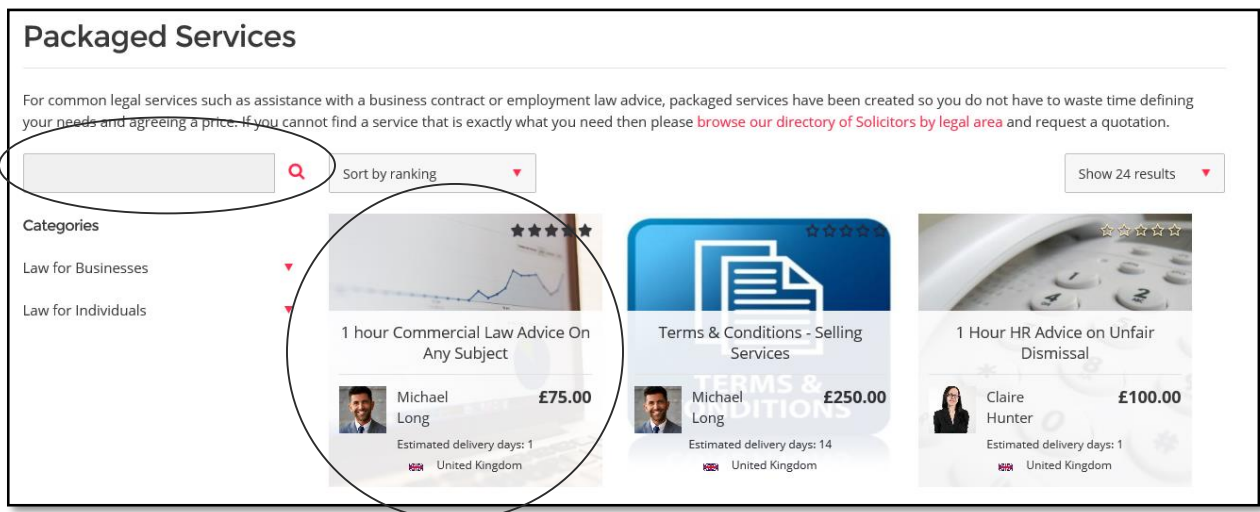 Packaged Services
For common legal services such as assistance with a business contract or employment law advice, packaged services have been created so you do not have to waste time defining
your needs and agreeing a price. If you cannot find a service that is exactly what you need then please browse our directory of Solicitors by legal area and request a quotation.
Sort by ranking
Show 24 results
Categories
Law for Businesses
Law for Individuals
1 hour Commercial Law Advice On
Any Subject
Michael
Long
£75.00
Estimated delivery days: 1
United Kingdom
Terms & Conditions - Selling
Services
TERMS &
CONDITIONS
Michael
Long
£250.00
Estimated delivery days: 14
United Kingdom
1
2
4
1 Hour HR Advice on Unfair
Dismissal
Claire
Hunter
£100.00
Estimated delivery days: 1
United Kingdom